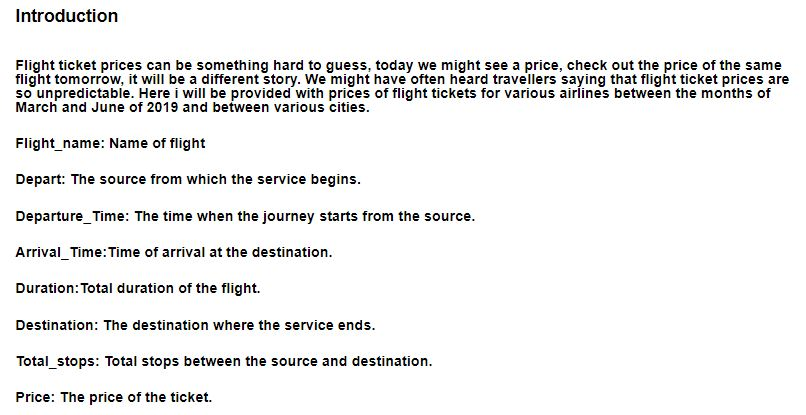 Introduction
Flight ticket prices can be something hard to guess, today we might see a price, check out the price of the same
flight tomorrow, it will be a different story. We might have often heard travellers saying that flight ticket prices are
so unpredictable. Here i will be provided with prices of flight tickets for various airlines between the months of
March and June of 2019 and between various cities.
Flight_name: Name of flight
Depart: The source from which the service begins.
Departure_Time: The time when the journey starts from the source.
Arrival_Time:Time of arrival at the destination.
Duration:Total duration of the flight.
Destination: The destination where the service ends.
Total_stops: Total stops between the source and destination.
Price: The price of the ticket.